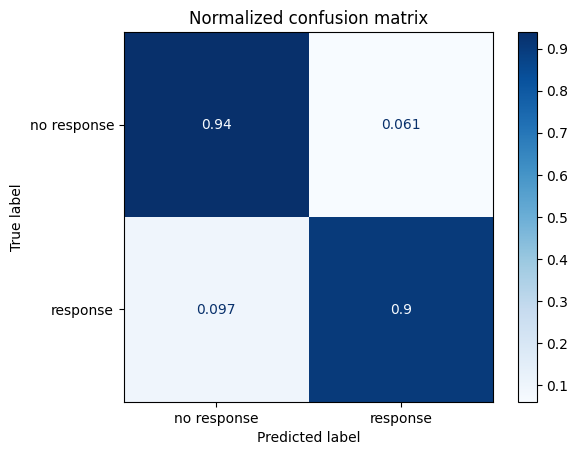 Normalized confusion matrix
True label
no response
0.94
0.061
response
0.097
0.9
no response
response
Predicted label
0.9
0.8
0.7
0.6
0.5
0.4
0.3
0.2
0.1